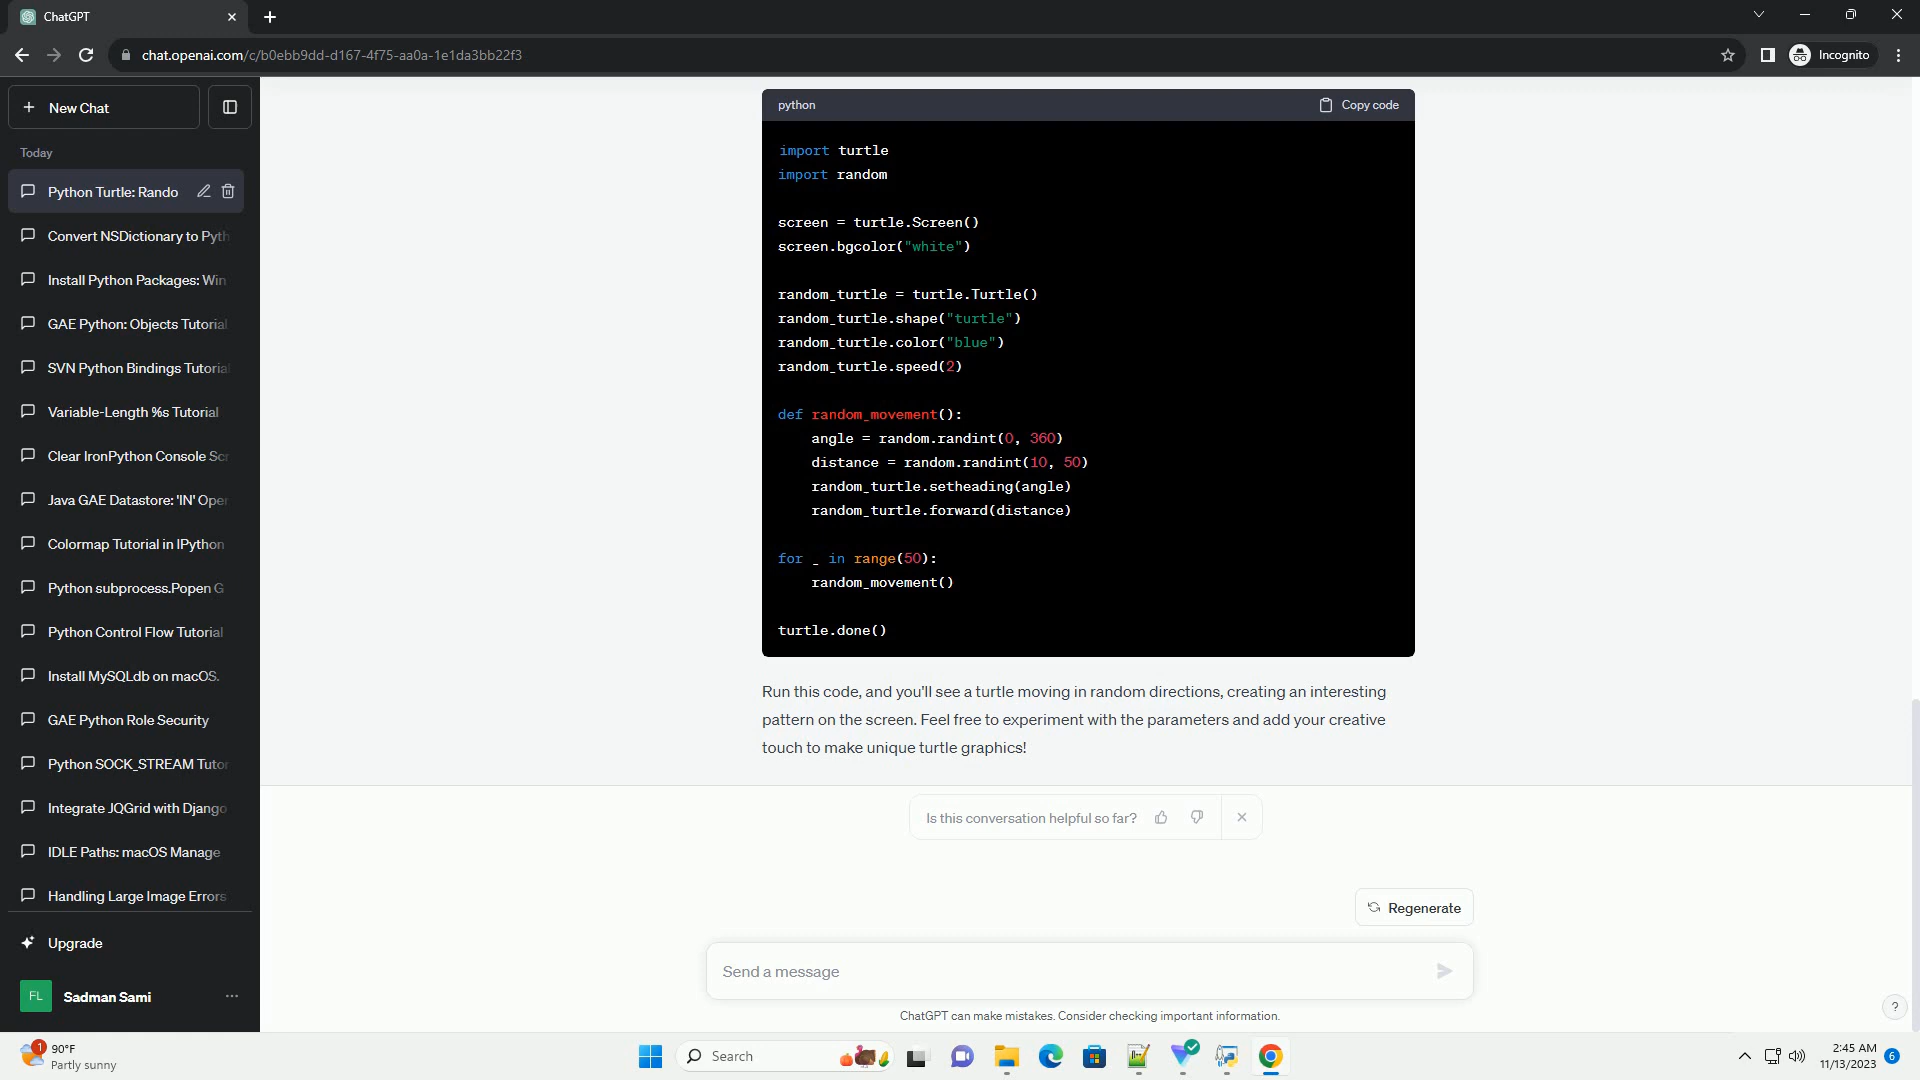 ChatGPT
chat.openai.com/c/b0ebb9dd-d167-4f75-aa0a-1e1da3bb22f3
Incognito
New Chat
Today
Python Turtle: Rando
Convert NSDictionary to Pyth
Install Python Packages: Win
GAE Python: Objects Tutorial
SVN Python Bindings Tutorial
Variable-Length %s Tutorial
Clear IronPython Console Scr
Java GAE Datastore: 'IN' Oper
Colormap Tutorial in IPython
Python subprocess.Popen G
Python Control Flow Tutorial
Install MySQLdb on macOS.
GAE Python Role Security
Python SOCK_STREAM Tutor
Integrate JQGrid with Django
IDLE Paths: macOS Manage
Handling Large Image Errors
Upgrade
FL Sadman Sami
python Copy code
import turtle
import random
screen = turtle.Screen()
screen.bgcolor("white")
random_turtle = turtle.Turtle()
random_turtle.shape("turtle")
random_turtle.color("blue")
random_turtle.speed(2)
def random_movement():
angle = random.randint(0, 360)
distance = random.randint(10, 50)
random_turtle.setheading(angle)
random_turtle.forward(distance)
for _ in range(50):
random_movement()
turtle.done()
Run this code, and you'll see a turtle moving in random directions, creating an interesting
pattern on the screen. Feel free to experiment with the parameters and add your creative
touch to make unique turtle graphics!
Is this conversation helpful so far?
Regenerate
Send a message
ChatGPT can make mistakes. Consider checking important information.
?
1
90°F
Partly sunny
Search
2:45 AM
11/13/2023
6